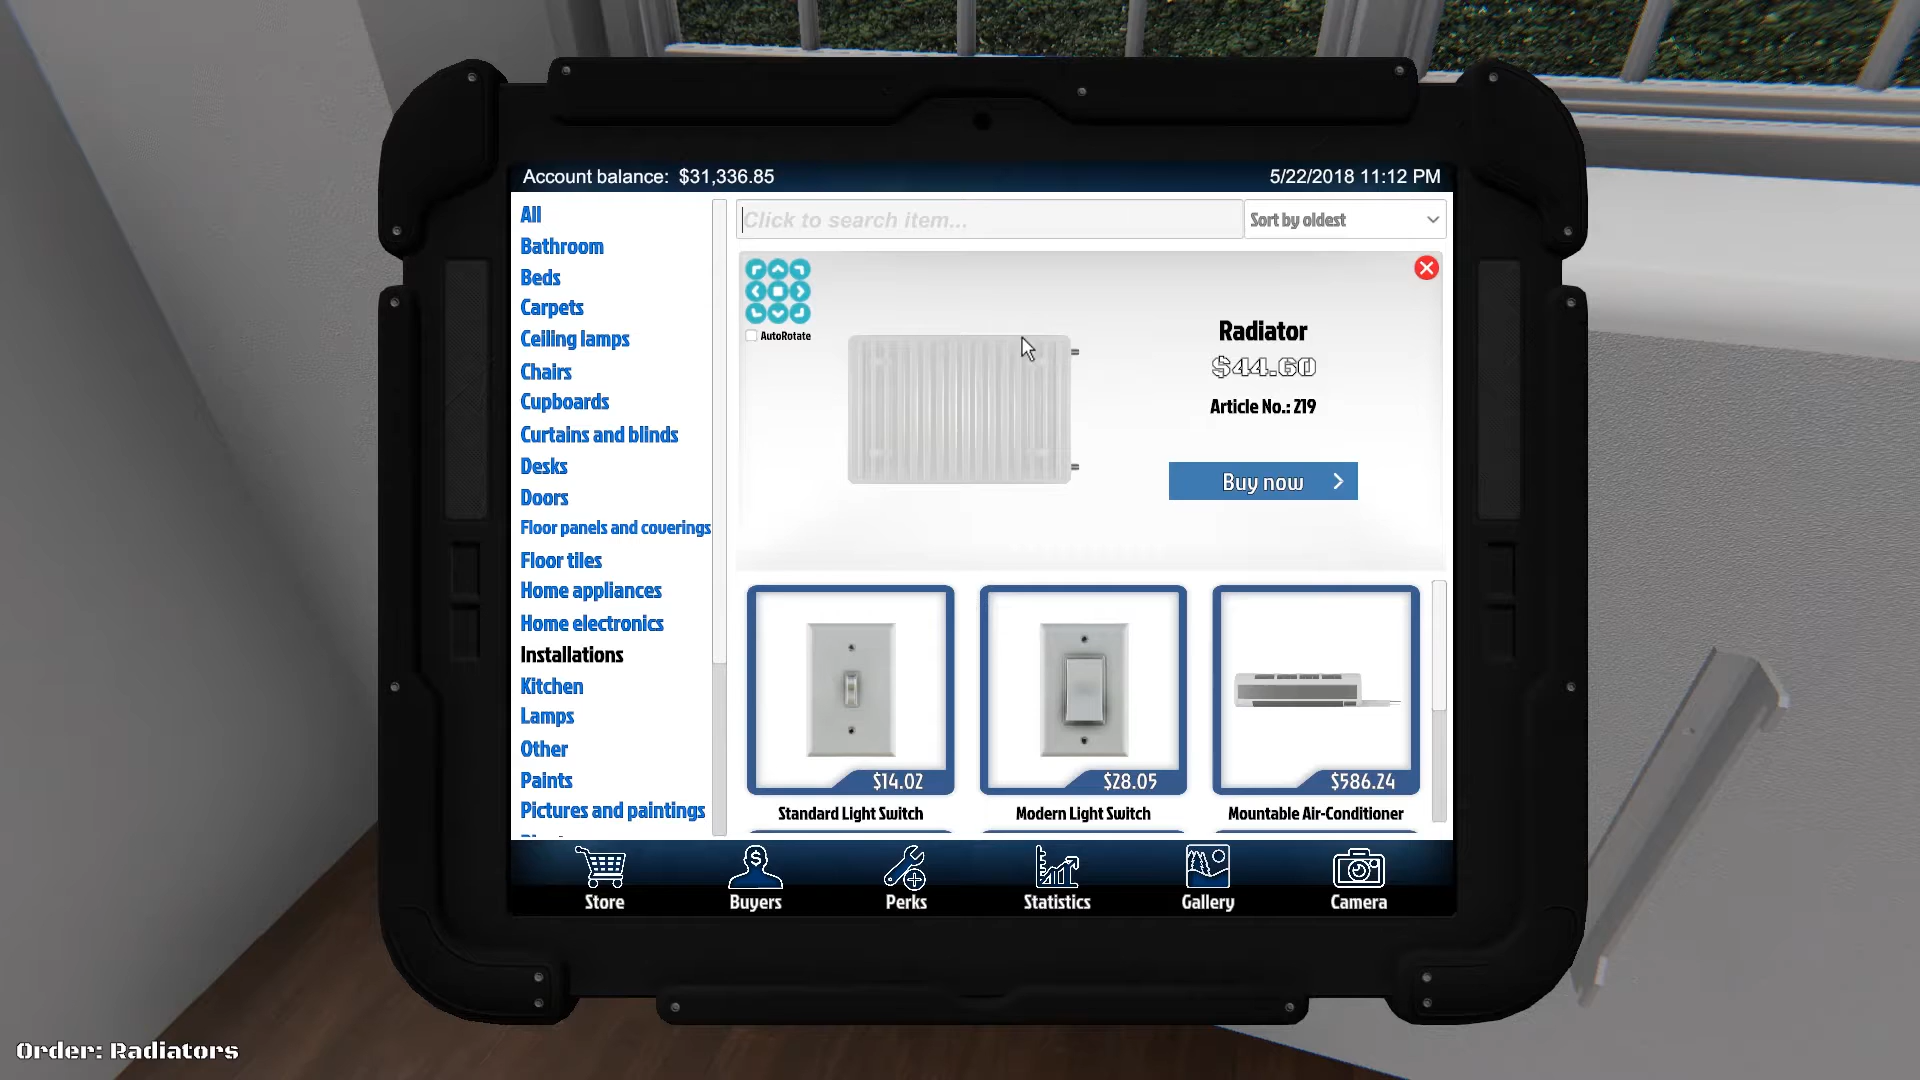 Account balance: $31,336.85
5/22/2018 11:12 PM
All
Bathroom
Beds
Carpets
Ceiling lamps
Chairs
Cupboards
Curtains and blinds
Desks
Doors
Floor panels and coverings
Floor tiles
Home appliances
Home electronics
Installations
Kitchen
Lamps
Other
Paints
Pictures and paintings
Click to search item...
Sort by oldest
AutoRotate
Radiator
$44.60
Article No.: 219
Buy now
$14.02
Standard Light Switch
$28.05
Modern Light Switch
$586.24
Mountable Air-Conditioner
Store
Buyers
Perks
Statistics
Gallery
Camera
Order: Radiators